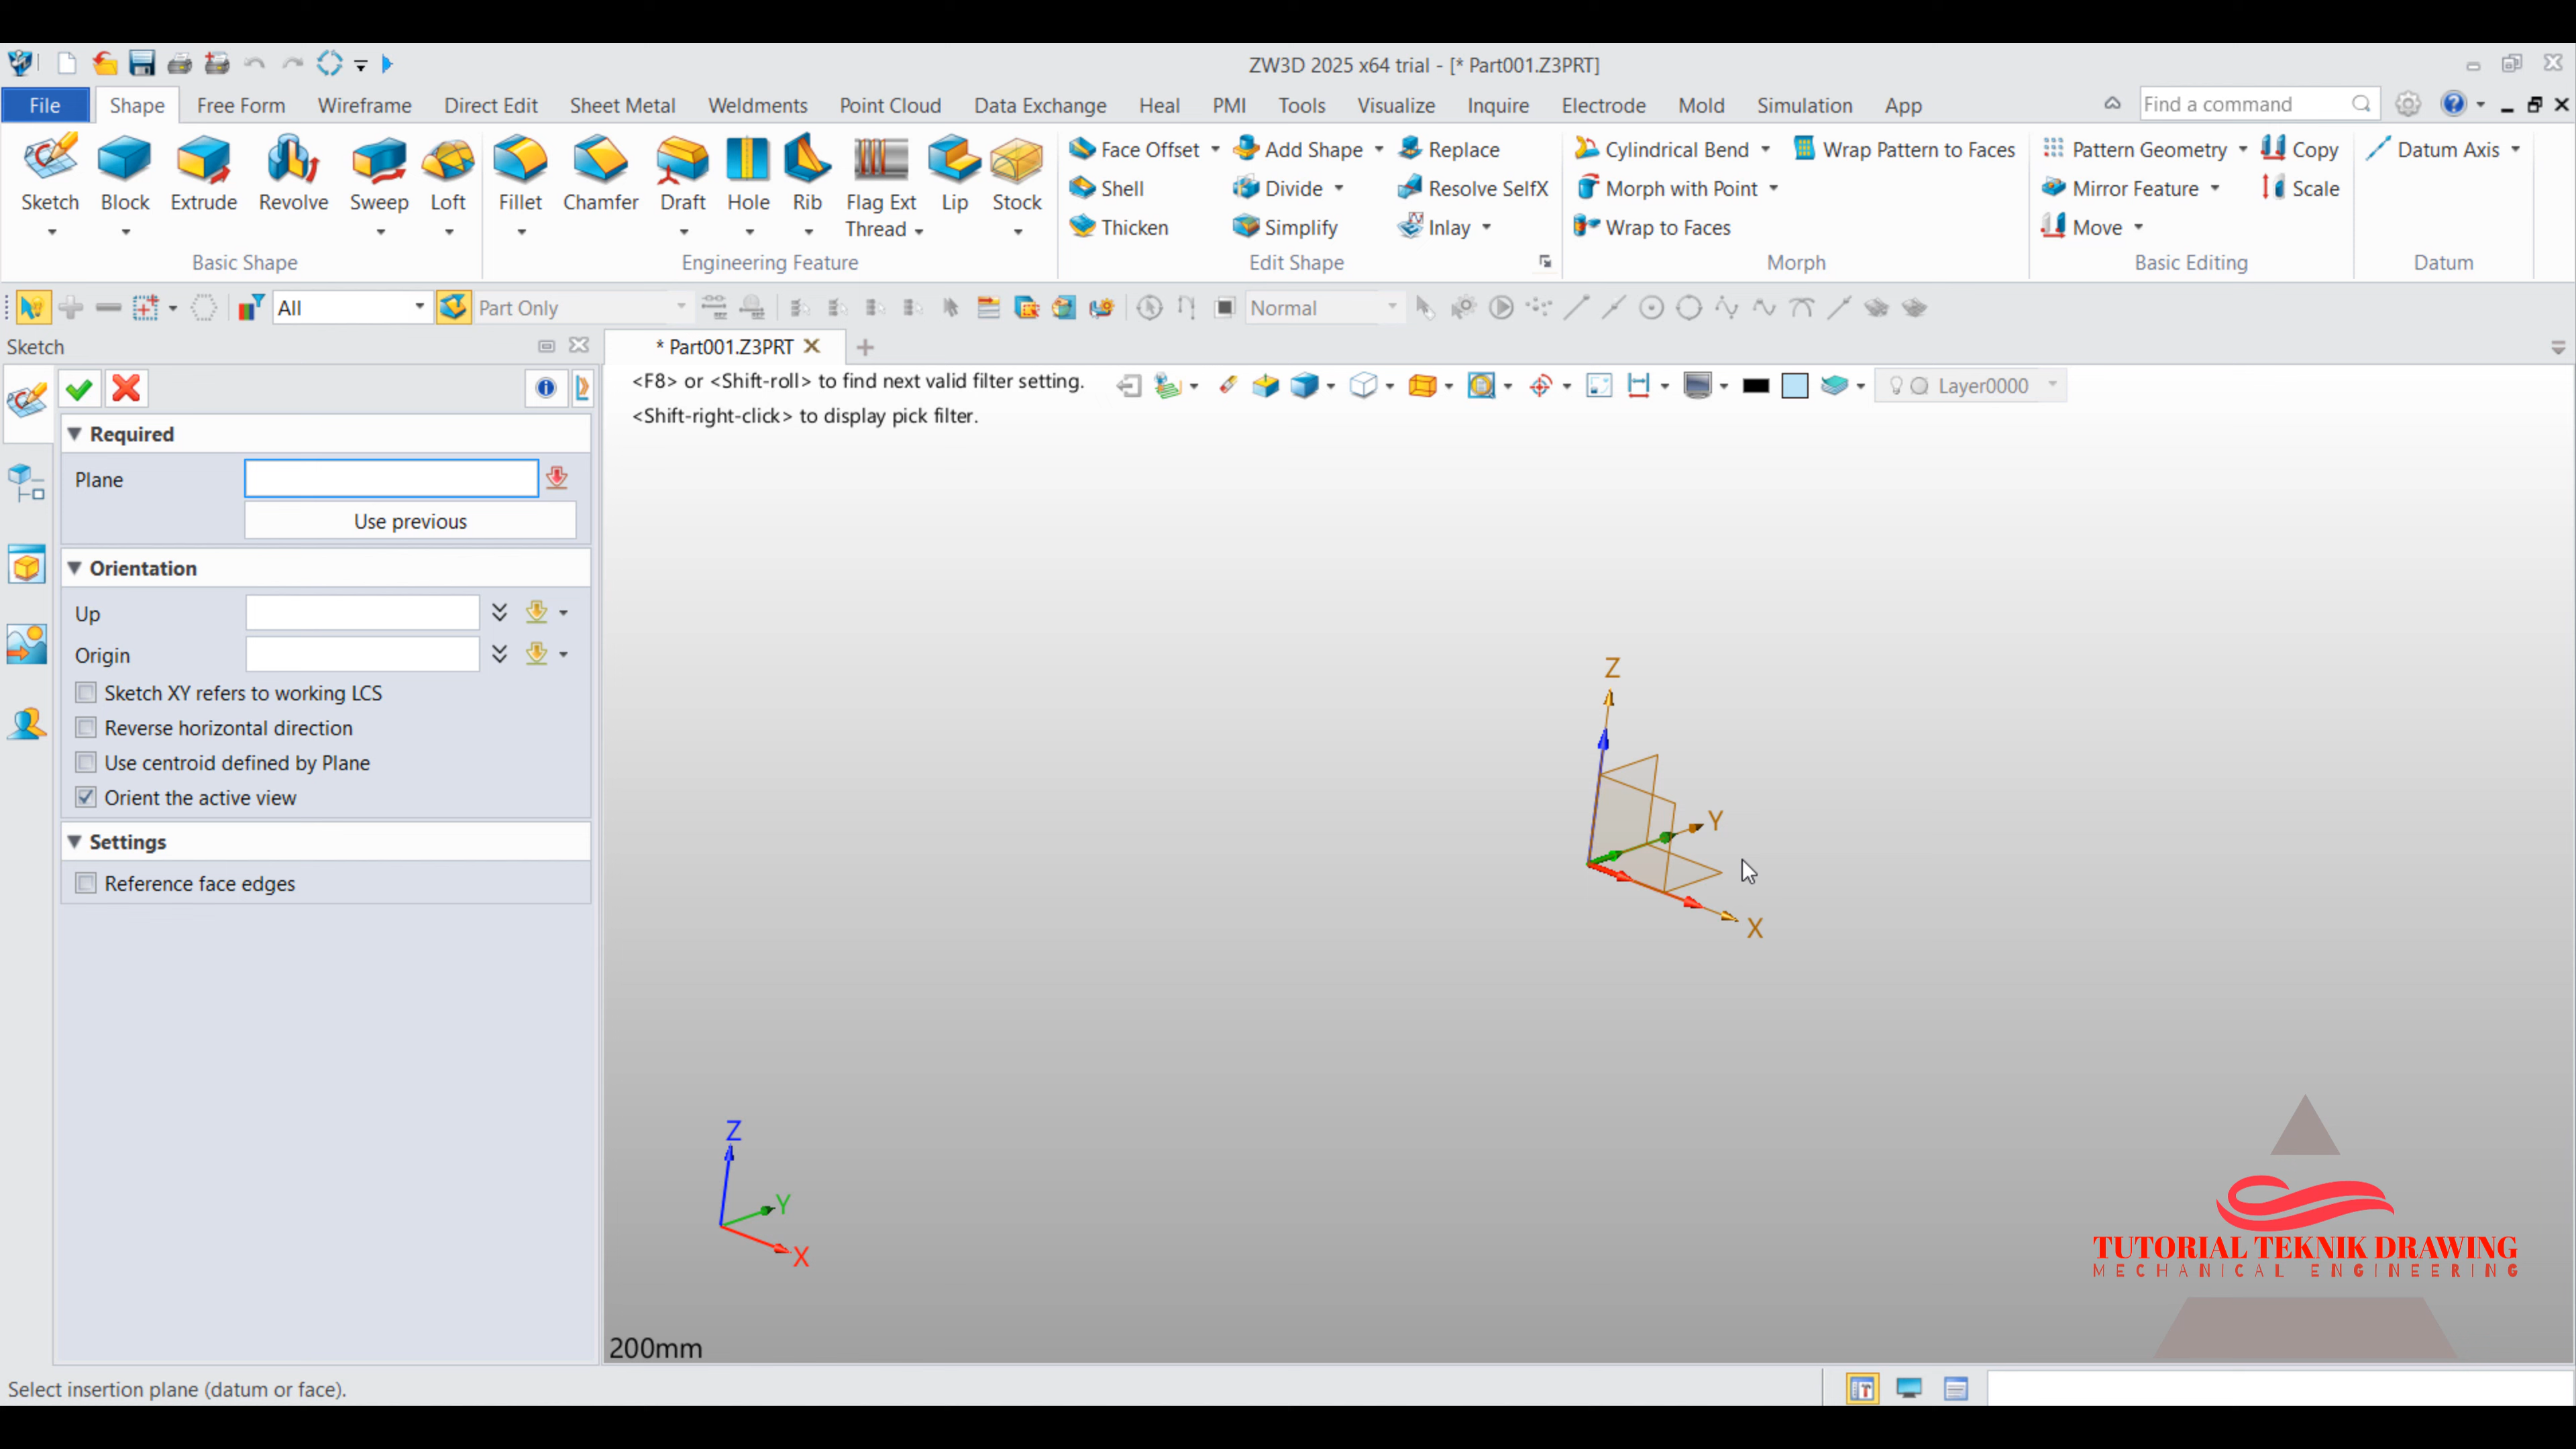 ZW3D 2025 x64 trial - [* Part001.Z3PRT]
File Shape Free Form Wireframe Direct Edit Sheet Metal Weldments Point Cloud Data Exchange Heal PMI Tools Visualize Inquire Electrode Mold Simulation App Find a command
Sketch Block Extrude Revolve Sweep Loft Fillet Chamfer Draft Hole Rib Flag Ext Thread Lip Stock
Face Offset Add Shape Replace Cylindrical Bend Wrap Pattern to Faces Pattern Geometry Copy Datum Axis
Shell Divide Resolve SelfX Morph with Point Mirror Feature Scale
Thicken Simplify Inlay Wrap to Faces Move
Basic Shape Engineering Feature Edit Shape Morph Basic Editing Datum
All Part Only Normal
Sketch * Part001.Z3PRT
<F8> or <Shift-roll> to find next valid filter setting. Layer0000
<Shift-right-click> to display pick filter.
Required
Plane
Use previous
Orientation
Up
Origin
Sketch XY refers to working LCS
Reverse horizontal direction
Use centroid defined by Plane
Orient the active view
Settings
Reference face edges
Z
Y
X
Z
Y
X
TUTORIAL TEKNIK DRAWING
MECHANICAL ENGINEERING
200mm
Select insertion plane (datum or face).